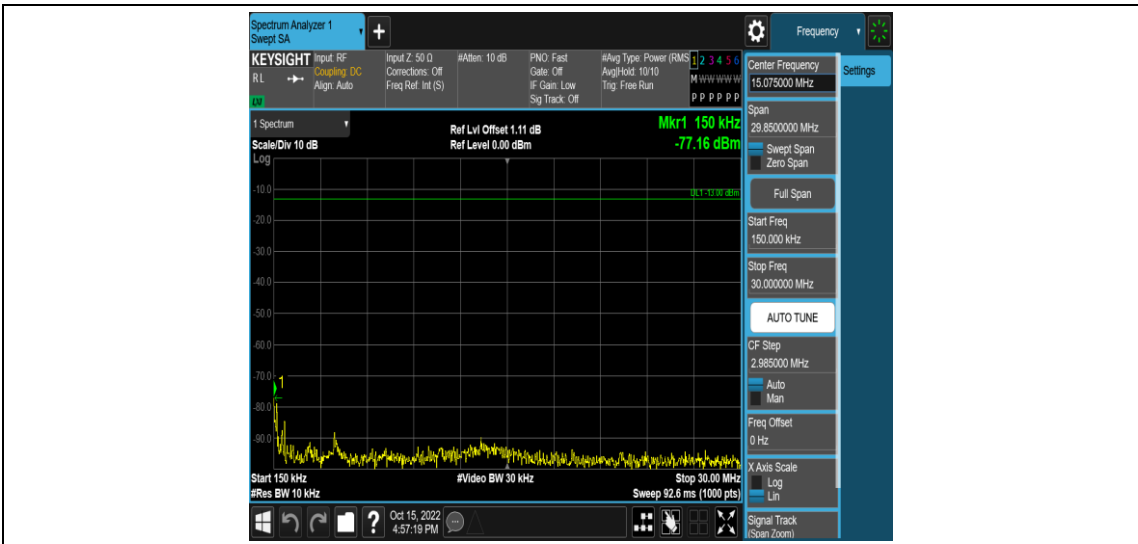 Spectrum Analyzer 1
Swept SA
+
Frequency
KEYSIGHT
RL
LXI
Input: RF
Coupling: DC
Align: Auto
Input Z: 50 Ω
Corrections: Off
Freq Ref: Int (S)
#Atten: 10 dB
PNO: Fast
Gate: Off
IF Gain: Low
Sig Track: Off
#Avg Type: Power (RMS
Avg|Hold: 10/10
Trig: Free Run
1 2 3 4 5 6
M W W W W W
P P P P P P
1 Spectrum
Scale/Div 10 dB
Log
Ref Lvl Offset 1.11 dB
Ref Level 0.00 dBm
Mkr1 150 kHz
-77.16 dBm
DL1 -13.00 dBm
-10.0
-20.0
-30.0
-40.0
-50.0
-60.0
-70.0
1
-80.0
-90.0
Start 150 kHz
#Video BW 30 kHz
Stop 30.00 MHz
#Res BW 10 kHz
Sweep 92.6 ms (1000 pts)
?
Oct 15, 2022
4:57:19 PM
Center Frequency
15.075000 MHz
Settings
Span
29.8500000 MHz
Swept Span
Zero Span
Full Span
Start Freq
150.000 kHz
Stop Freq
30.000000 MHz
AUTO TUNE
CF Step
2.985000 MHz
Auto
Man
Freq Offset
0 Hz
X Axis Scale
Log
Lin
Signal Track
(Span Zoom)